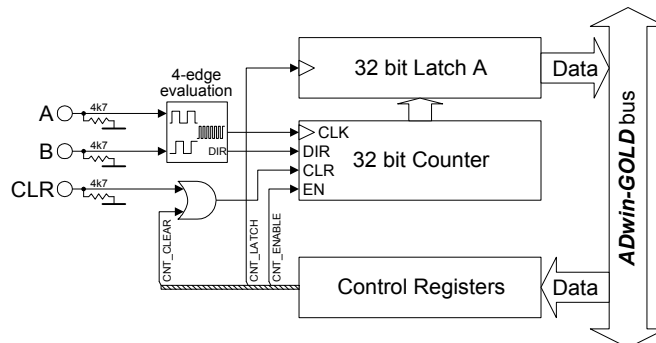 32 bit Latch A
Data
4-edge
evaluation
A
4k7
B
4k7
CLR
4k7
DIR
CLK
DIR
CLR
EN
32 bit Counter
CNT_CLEAR
CNT_LATCH
CNT_ENABLE
Control Registers
Data
ADwin-GOLD bus